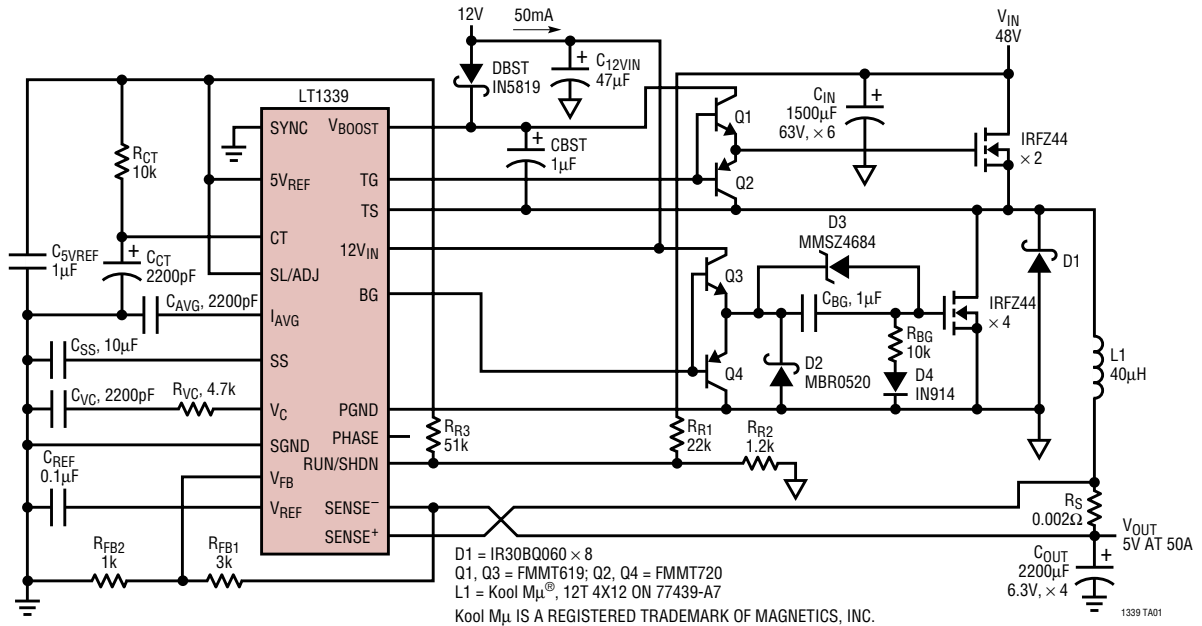 12V
50mA
VIN
48V
DBST
IN5819
+
C12VIN
47µF
LT1339
SYNC
VBOOST
5VREF
TG
TS
CT
12VIN
SL/ADJ
BG
IAVG
SS
VC
PGND
SGND
PHASE
RUN/SHDN
VFB
VREF
SENSE−
SENSE+
RCT
10k
+
CCT
2200pF
C5VREF
1µF
CAVG, 2200pF
CSS, 10µF
CVC, 2200pF
RVC, 4.7k
CREF
0.1µF
RFB2
1k
RFB1
3k
+
CBST
1µF
Q1
Q2
+
CIN
1500µF
63V, × 6
IRFZ44
× 2
D3
MMSZ4684
D1
Q3
Q4
CBG, 1µF
IRFZ44
× 4
RBG
10k
D2
MBR0520
D4
IN914
L1
40µH
RR3
51k
RR1
22k
RR2
1.2k
RS
0.002Ω
VOUT
5V AT 50A
COUT
2200µF
6.3V, × 4
+
D1 = IR30BQ060 × 8
Q1, Q3 = FMMT619; Q2, Q4 = FMMT720
L1 = Kool Mµ®, 12T 4X12 ON 77439-A7
Kool Mµ IS A REGISTERED TRADEMARK OF MAGNETICS, INC.
1339 TA01